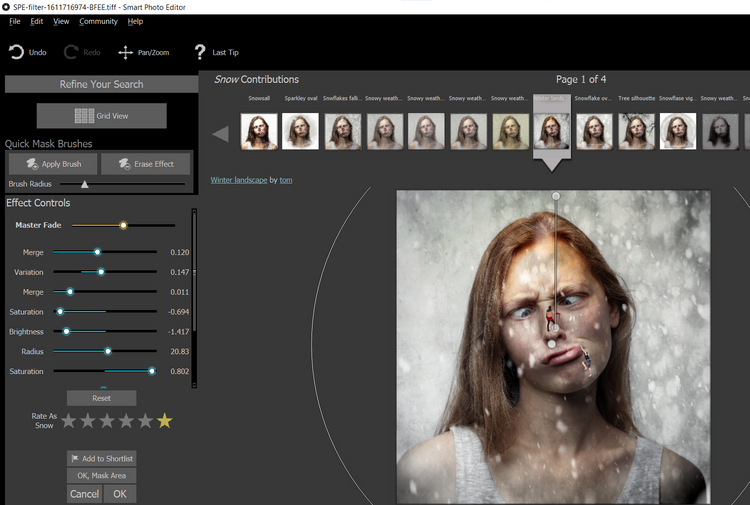 SPE-filter-1611716974-BFEE.tiff - Smart Photo Editor
File Edit View Community Help
Undo Redo Pan/Zoom Last Tip
Refine Your Search
Grid View
Quick Mask Brushes
Apply Brush Erase Effect
Brush Radius
Effect Controls
Master Fade
Merge 0.120
Variation 0.147
Merge 0.011
Saturation -0.694
Brightness -1.417
Radius 20.83
Saturation 0.802
Reset
Rate As
Snow
Add to Shortlist
OK, Mask Area
Cancel OK
Snow Contributions Page 1 of 4
Snowfall Sparkley oval Snwflakes falli... Snowy weath... Snowy weath... Snowy weath... Snowy weath... Snowflake ov... Tree silhouette Snowflase vig... Snowy weath...
Winter landscape by tom